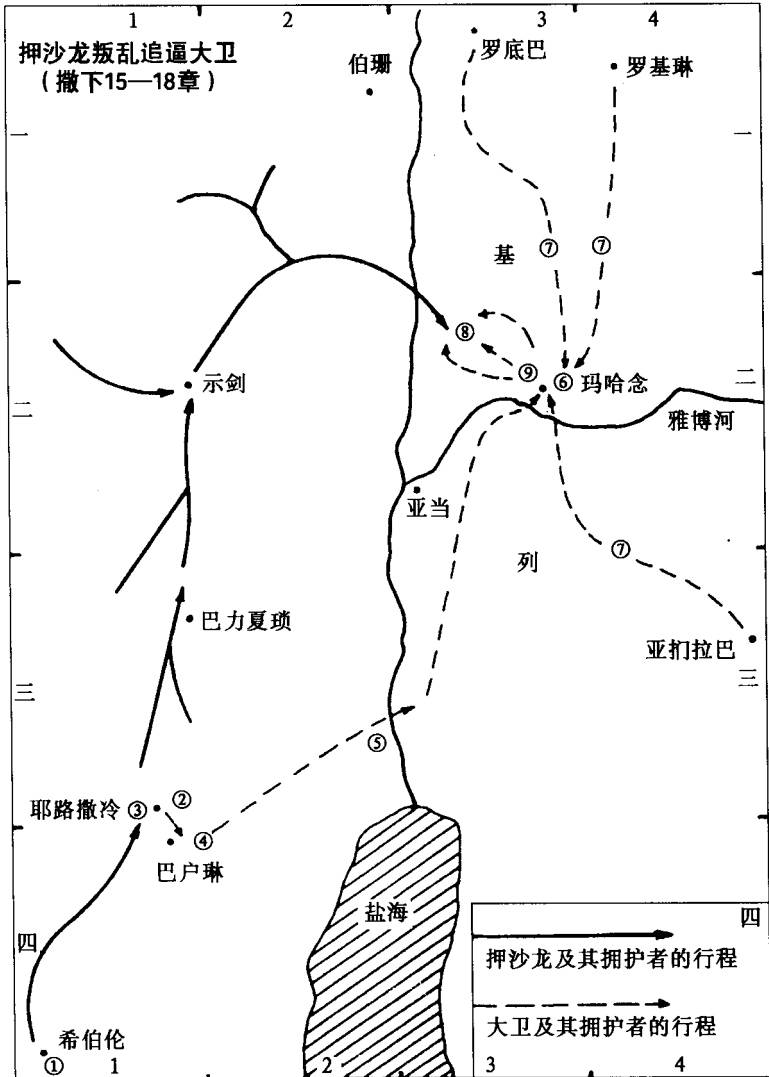 1 2 3 4
押沙龙叛乱追逼大卫
（撒下15—18章）
伯珊
罗底巴
罗基琳
一 一
基 ⑦ ⑦
⑧
⑨ ⑥ 玛哈念
示剑
二 二
雅博河
亚当
列 ⑦
巴力夏琐
亚扪拉巴
三 三
⑤
耶路撒冷 ③ ② ④
巴户琳
盐海
四 四
押沙龙及其拥护者的行程
大卫及其拥护者的行程
希伯伦
①
1 2 3 4